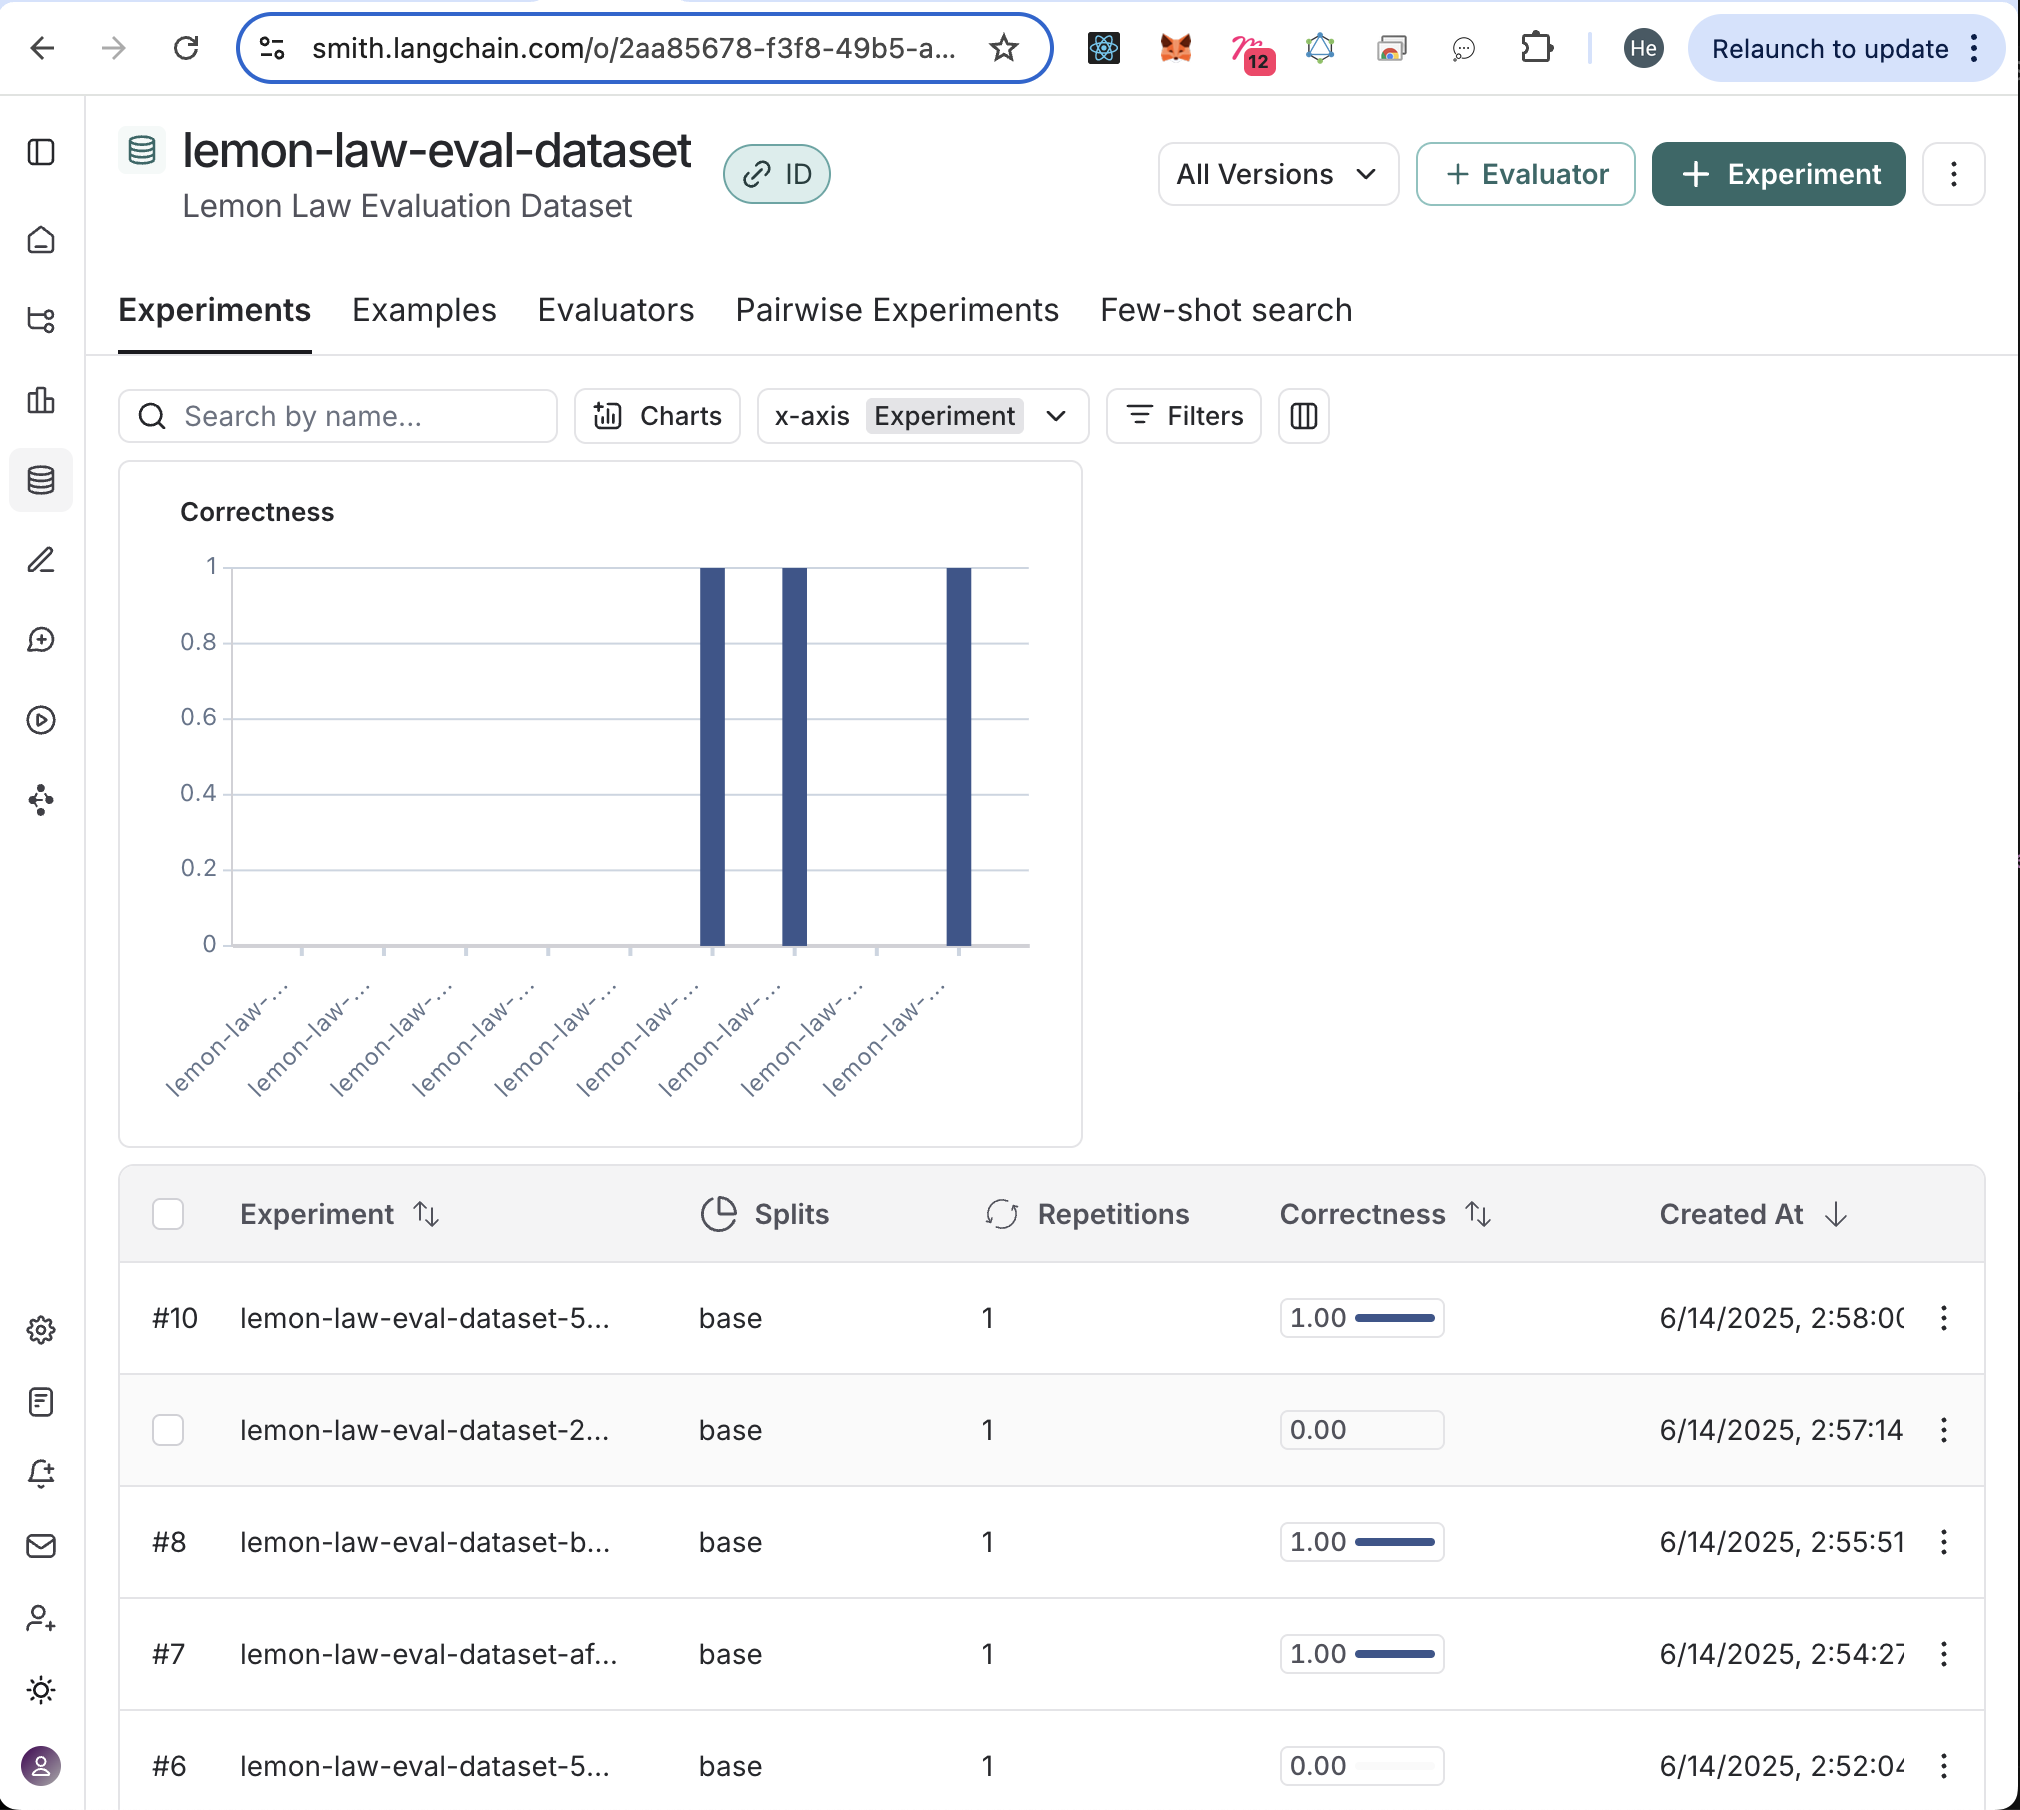 smith.langchain.com/o/2aa85678-f3f8-49b5-a...
12
He
Relaunch to update
lemon-law-eval-dataset
Lemon Law Evaluation Dataset
ID
All Versions
+ Evaluator
+ Experiment
Experiments
Examples
Evaluators
Pairwise Experiments
Few-shot search
Search by name...
Charts
x-axis Experiment
Filters
Correctness
1
0.8
0.6
0.4
0.2
0
lemon-law-...
lemon-law-...
lemon-law-...
lemon-law-...
lemon-law-...
lemon-law-...
lemon-law-...
lemon-law-...
lemon-law-...
Experiment Splits Repetitions Correctness Created At
#10 lemon-law-eval-dataset-5... base 1 1.00 6/14/2025, 2:58:00
lemon-law-eval-dataset-2... base 1 0.00 6/14/2025, 2:57:14
#8 lemon-law-eval-dataset-b... base 1 1.00 6/14/2025, 2:55:51
#7 lemon-law-eval-dataset-af... base 1 1.00 6/14/2025, 2:54:27
#6 lemon-law-eval-dataset-5... base 1 0.00 6/14/2025, 2:52:04